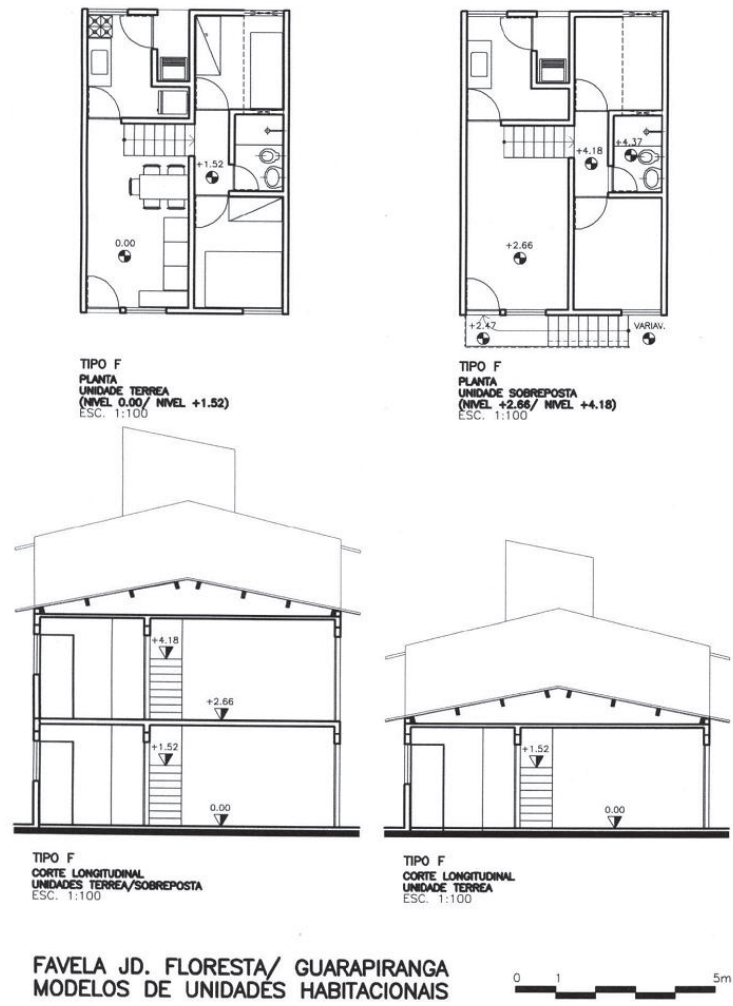 +1.52
0.00
TIPO F
PLANTA
UNIDADE TERREA
(NIVEL 0.00/ NIVEL +1.52)
ESC. 1:100
+4.18
+4.37
+2.66
+2.47
VARIAV.
TIPO F
PLANTA
UNIDADE SOBREPOSTA
(NIVEL +2.66/ NIVEL +4.18)
ESC. 1:100
+4.18
+2.66
+1.52
0.00
TIPO F
CORTE LONGITUDINAL
UNIDADES TERREA/SOBREPOSTA
ESC. 1:100
+1.52
0.00
TIPO F
CORTE LONGITUDINAL
UNIDADE TERREA
ESC. 1:100
FAVELA JD. FLORESTA/ GUARAPIRANGA
MODELOS DE UNIDADES HABITACIONAIS
0 1 5m